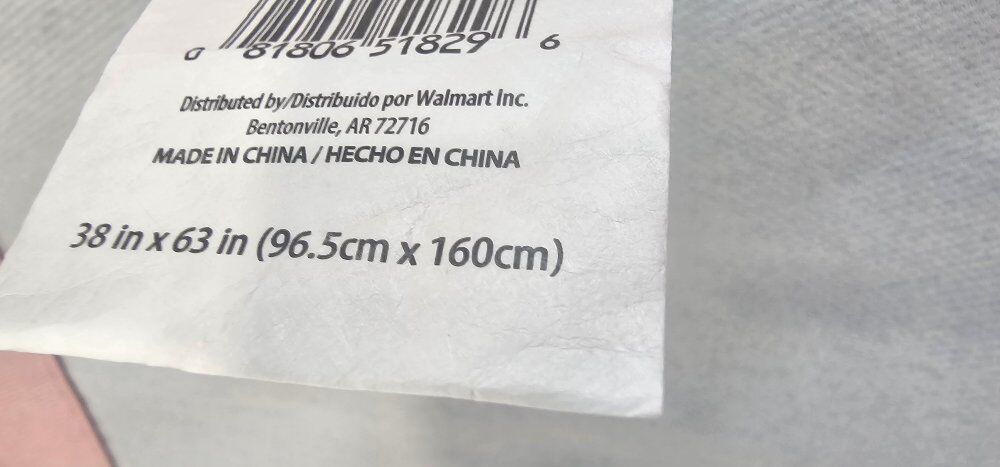 0 81806 51829 6
Distributed by/Distribuido por Walmart Inc.
Bentonville, AR 72716
MADE IN CHINA / HECHO EN CHINA
38 in x 63 in (96.5cm x 160cm)